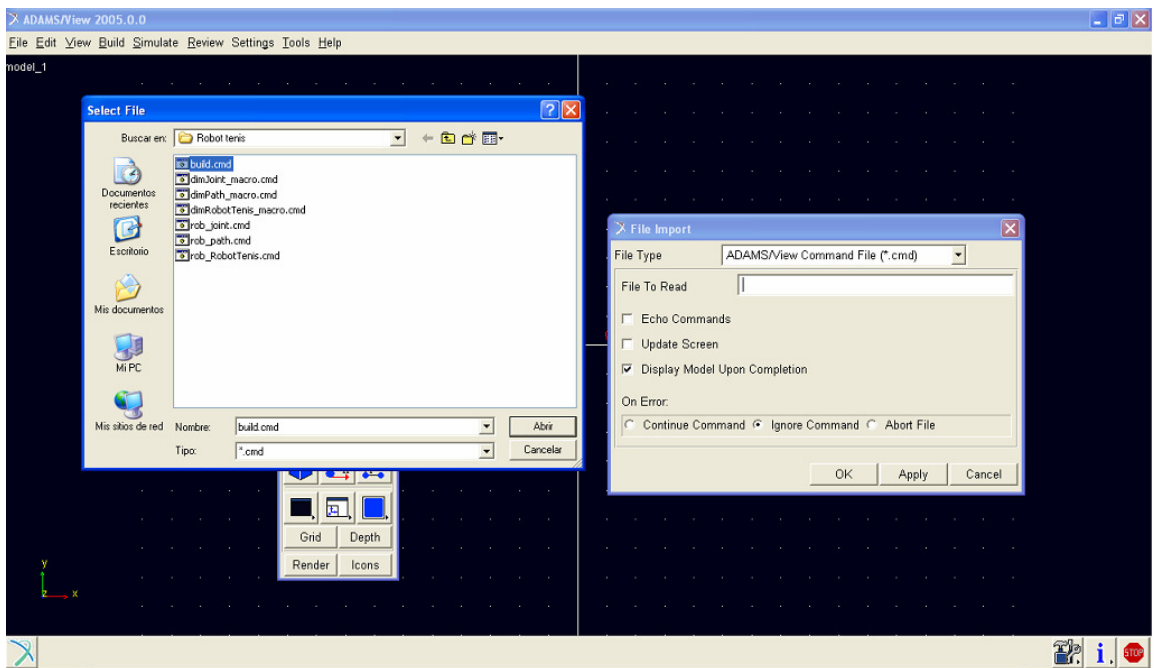 ADAMS/View 2005.0.0
File Edit View Build Simulate Review Settings Tools Help
model_1
Select File
Buscar en: Robot tenis
build.cmd
dimJoint_macro.cmd
dimPath_macro.cmd
dimRobotTenis_macro.cmd
rob_joint.cmd
rob_path.cmd
rob_RobotTenis.cmd
Documentos recientes
Escritorio
Mis documentos
Mi PC
Mis sitios de red
Nombre: build.cmd Abrir
Tipo: *.cmd Cancelar
File Import
File Type ADAMS/View Command File (*.cmd)
File To Read
Echo Commands
Update Screen
Display Model Upon Completion
On Error:
Continue Command Ignore Command Abort File
OK Apply Cancel
Grid Depth
Render Icons
y
z x
i
STOP